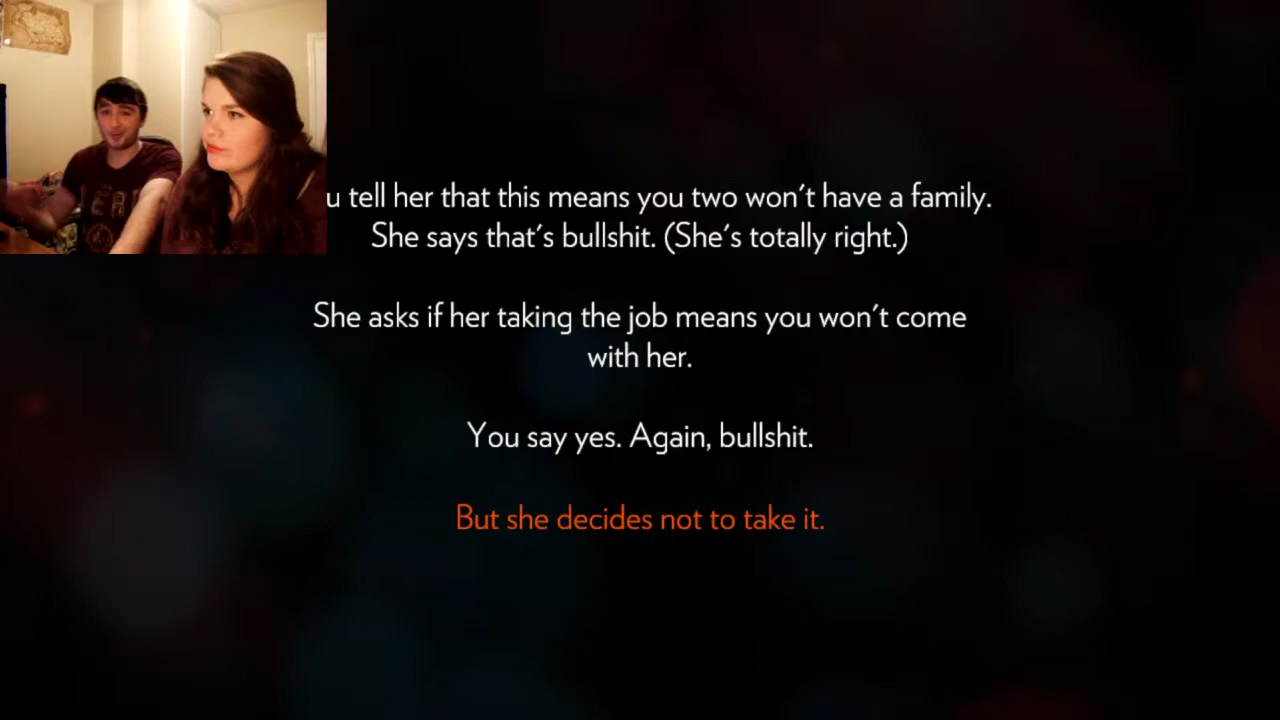 u tell her that this means you two won't have a family.
She says that's bullshit. (She's totally right.)
She asks if her taking the job means you won't come
with her.
You say yes. Again, bullshit.
But she decides not to take it.